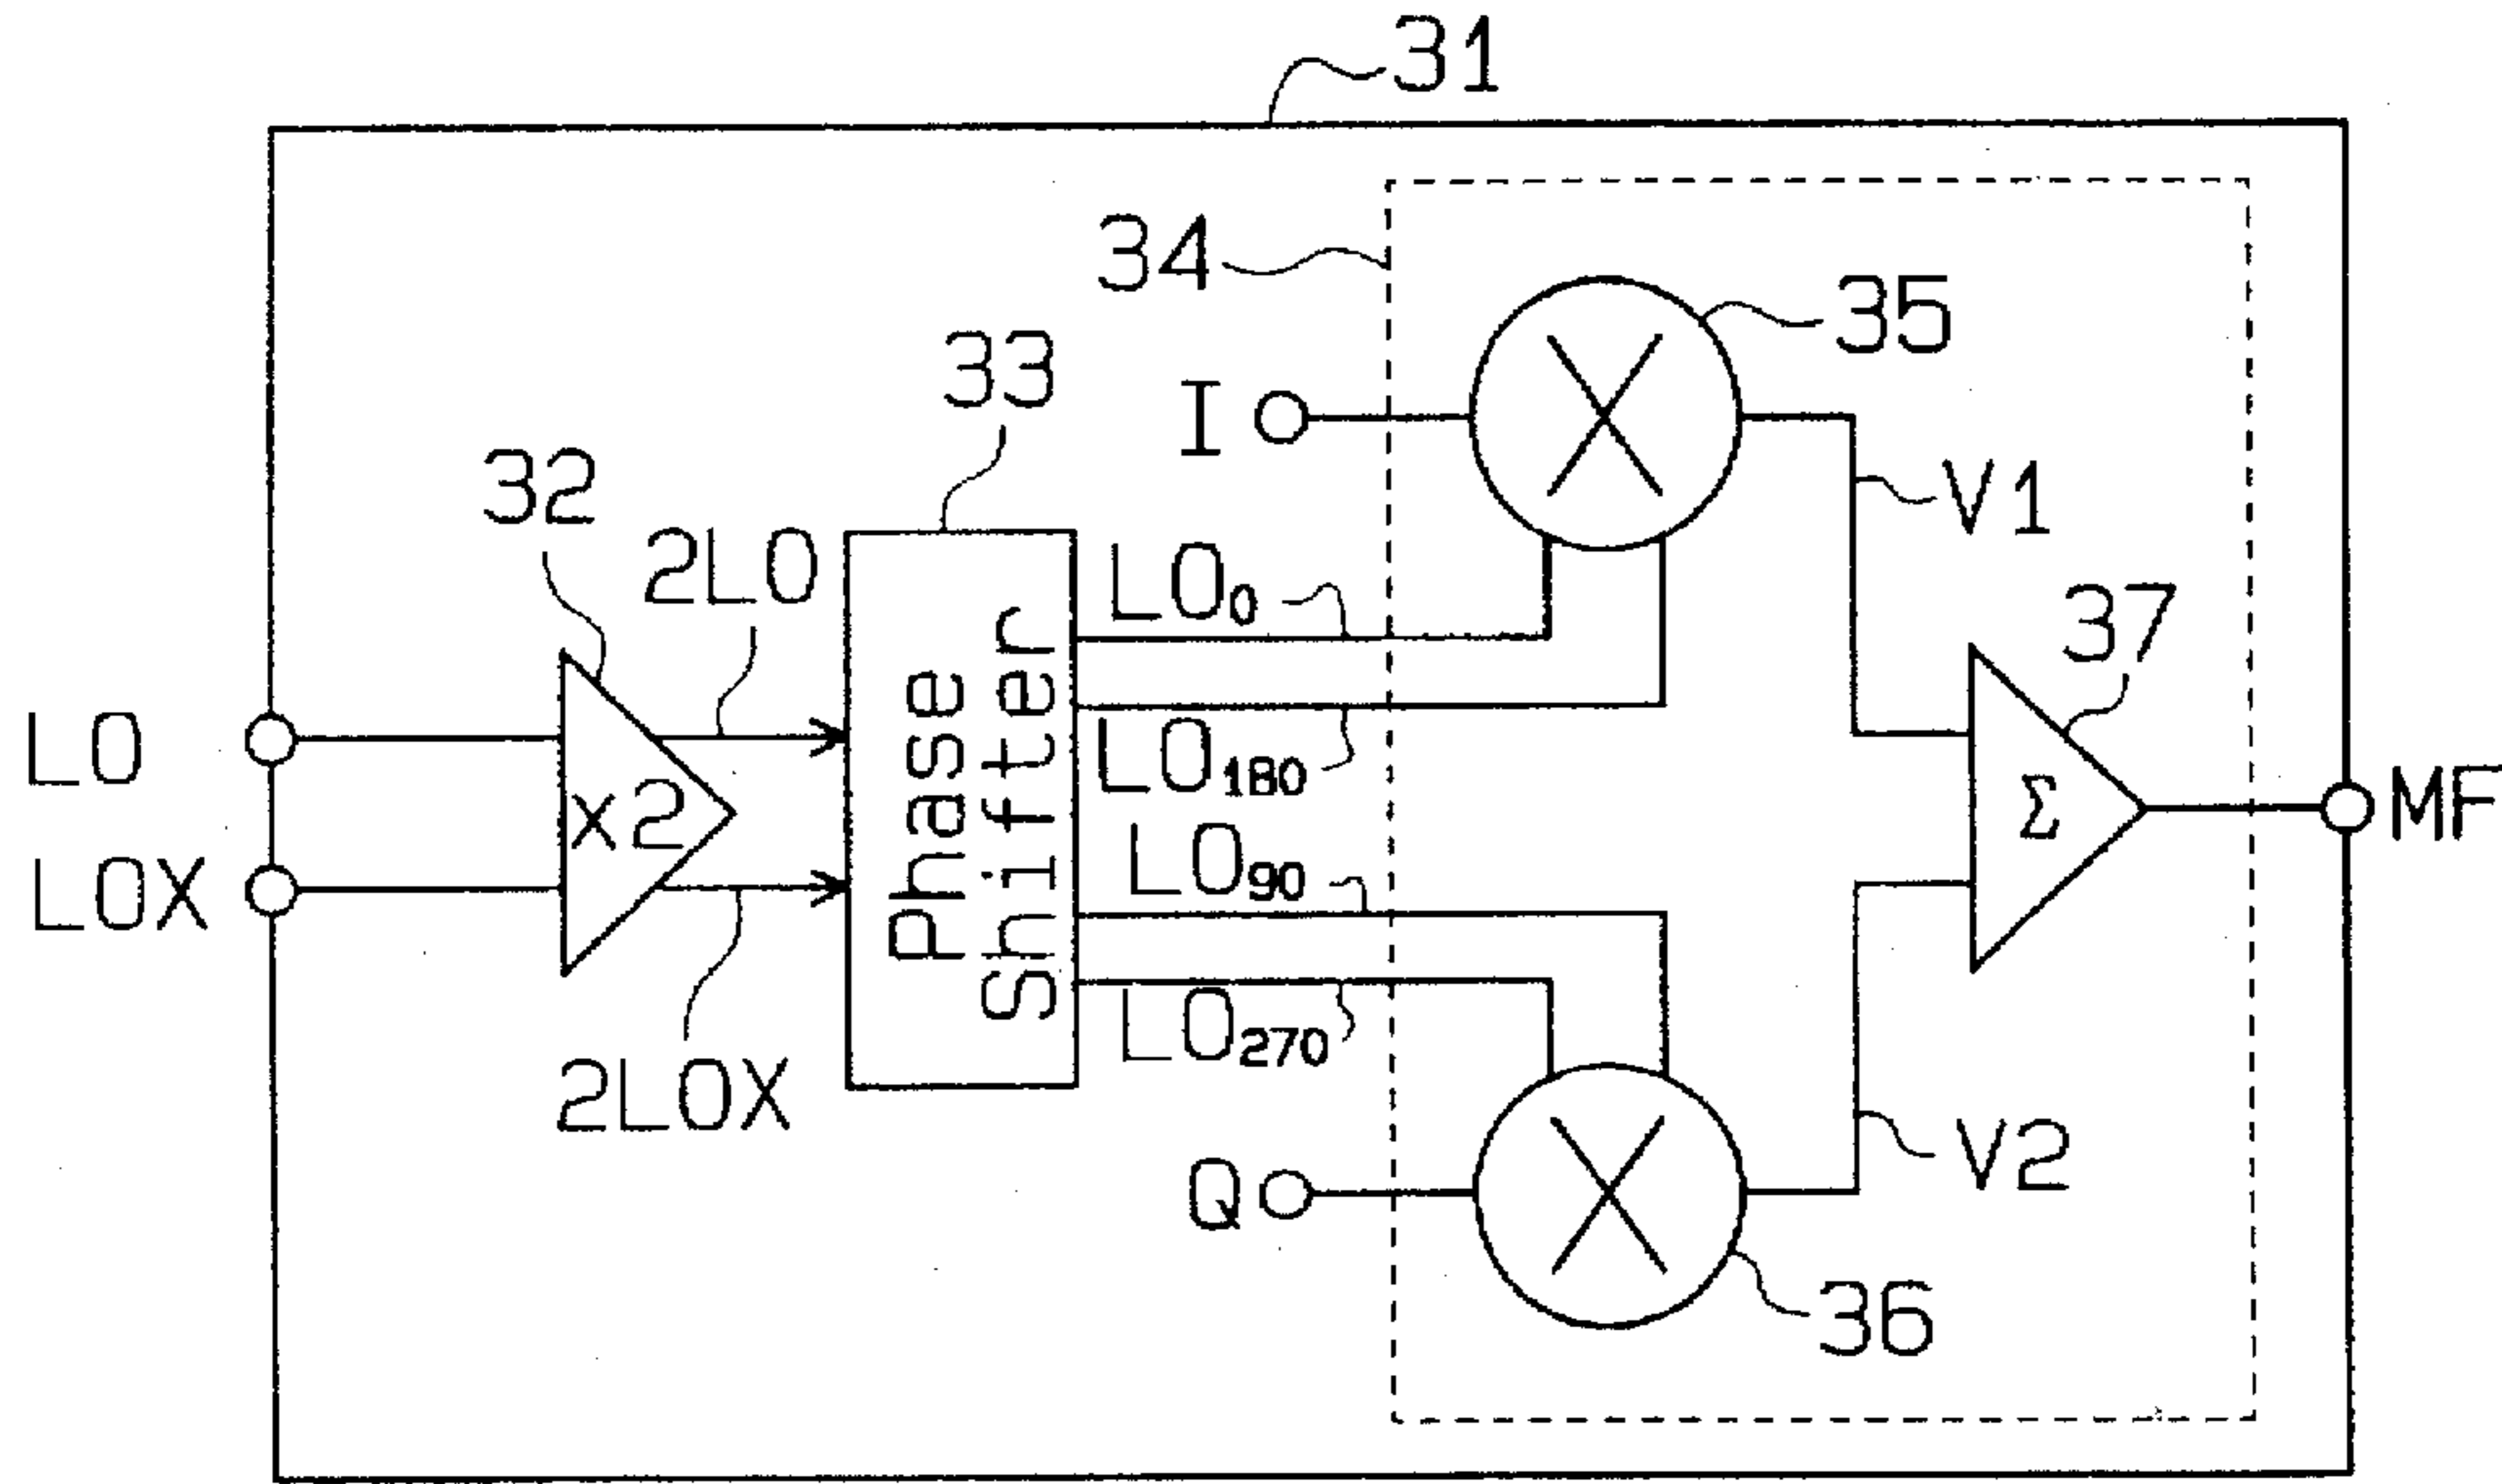 31
34
35
33
I
32
V1
2LO
LO0
37
Phase
Shifter
LO
LO180
x2
Σ
MF
LO90
LOX
LO270
2LOX
V2
Q
36